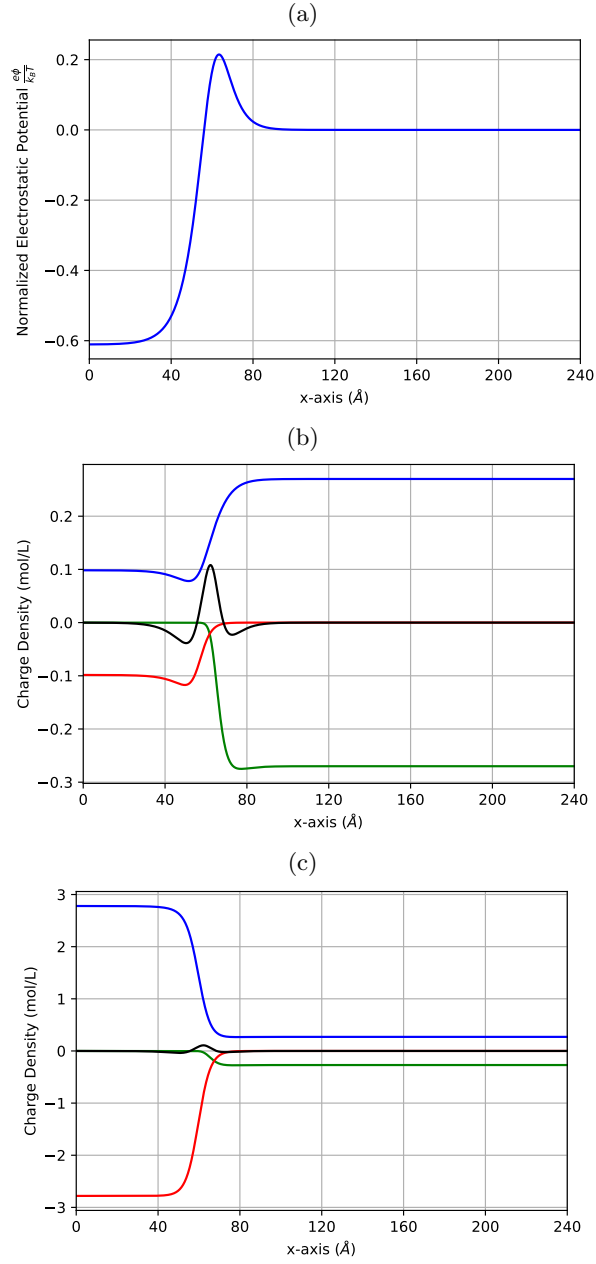 (a)
Normalized Electrostatic Potential eϕ/k_BT
0.2
0.0
−0.2
−0.4
−0.6
0 40 80 120 160 200 240
x-axis (Å)
(b)
Charge Density (mol/L)
0.2
0.1
0.0
−0.1
−0.2
−0.3
0 40 80 120 160 200 240
x-axis (Å)
(c)
Charge Density (mol/L)
3
2
1
0
−1
−2
−3
0 40 80 120 160 200 240
x-axis (Å)